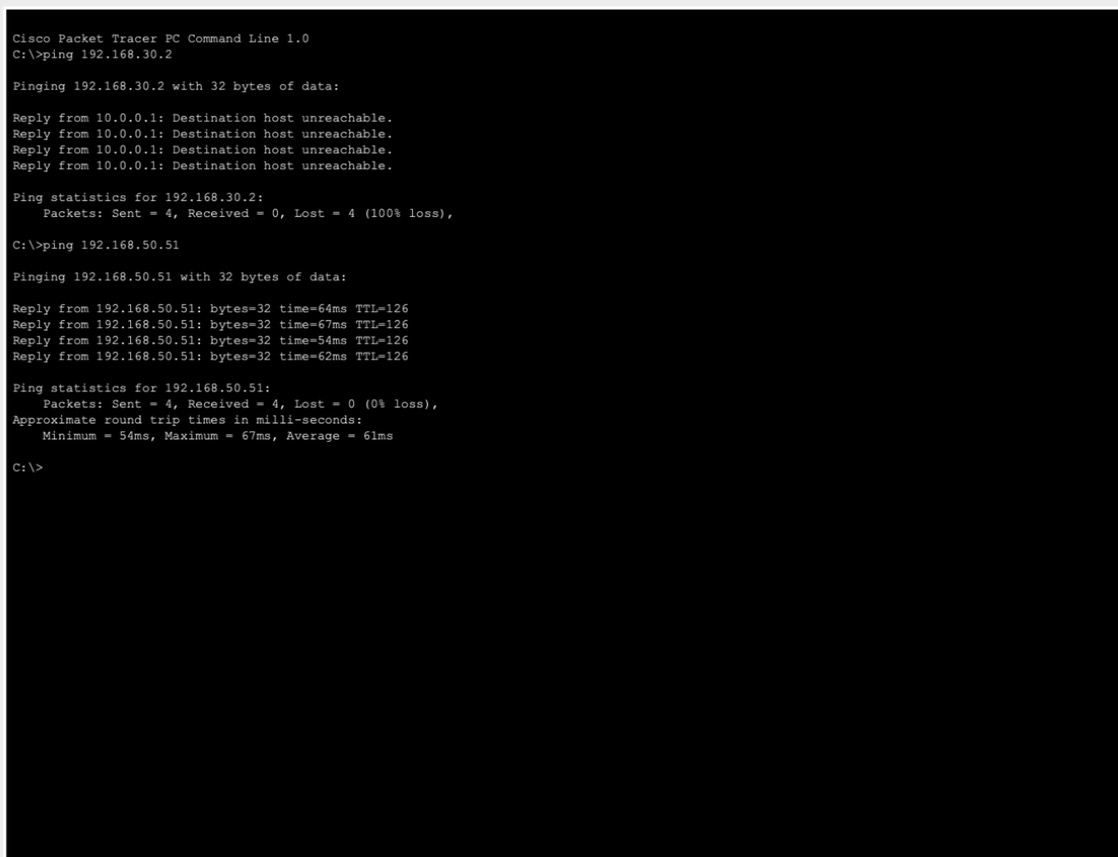 Cisco Packet Tracer PC Command Line 1.0
C:\>ping 192.168.30.2
Pinging 192.168.30.2 with 32 bytes of data:
Reply from 10.0.0.1: Destination host unreachable.
Reply from 10.0.0.1: Destination host unreachable.
Reply from 10.0.0.1: Destination host unreachable.
Reply from 10.0.0.1: Destination host unreachable.
Ping statistics for 192.168.30.2:
    Packets: Sent = 4, Received = 0, Lost = 4 (100% loss),
C:\>ping 192.168.50.51
Pinging 192.168.50.51 with 32 bytes of data:
Reply from 192.168.50.51: bytes=32 time=64ms TTL=126
Reply from 192.168.50.51: bytes=32 time=67ms TTL=126
Reply from 192.168.50.51: bytes=32 time=54ms TTL=126
Reply from 192.168.50.51: bytes=32 time=62ms TTL=126
Ping statistics for 192.168.50.51:
    Packets: Sent = 4, Received = 4, Lost = 0 (0% loss),
Approximate round trip times in milli-seconds:
    Minimum = 54ms, Maximum = 67ms, Average = 61ms
C:\>